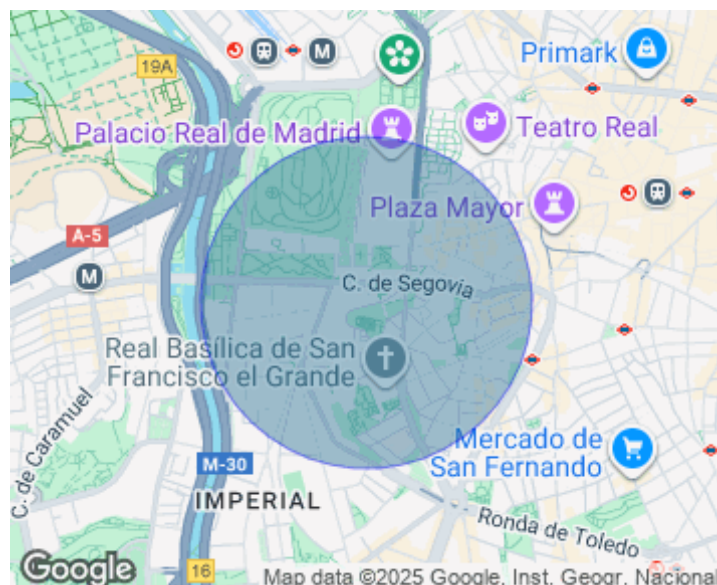 19A
M
Primark
Palacio Real de Madrid
Teatro Real
Plaza Mayor
A-5
M
C. de Segovia
Real Basílica de San
Francisco el Grande
C. de Caramuel
Mercado de
San Fernando
M-30
IMPERIAL
Ronda de Toledo
16
Google
Map data ©2025 Google, Inst. Geogr. Nacional